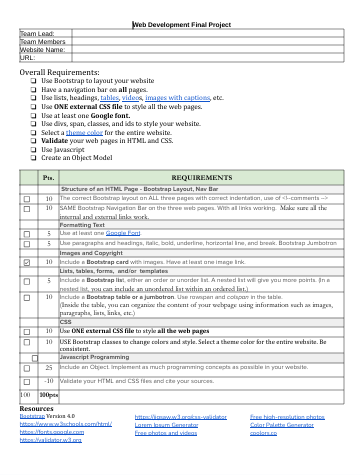 Web Development Final Project
Team Lead:
Team Members
Website Name:
URL:
Overall Requirements:
Use Bootstrap to layout your website
Have a navigation bar on all pages.
Use lists, headings, tables, videos, images with captions, etc.
Use ONE external CSS file to style all the web pages.
Use at least one Google font.
Use divs, span, classes, and ids to style your website.
Select a theme color for the entire website.
Validate your web pages in HTML and CSS.
Use Javascript
Create an Object Model
Pts. REQUIREMENTS
Structure of an HTML Page - Bootstrap Layout, Nav Bar
10 The correct Bootstrap layout on ALL three pages with correct indentation, use of <!--comments -->
10 SAME Bootstrap Navigation Bar on the three web pages. With all links working. Make sure all the
internal and external links work.
Formatting Text
5 Use at least one Google Font.
5 Use paragraphs and headings, italic, bold, underline, horizontal line, and break. Bootstrap Jumbotron
Images and Copyright
10 Include a Bootstrap card with images. Have at least one image link.
Lists, tables, forms, and/or templates
5 Include a Bootstrap list, either an order or unorder list. A nested list will give you more points. (In a
nested list, you can include an unordered list within an ordered list.)
10 Include a Bootstrap table or a jumbotron. Use rowspan and colspan in the table.
(Inside the table, you can organize the content of your webpage using information such as images,
paragraphs, lists, links, etc.)
CSS
10 Use ONE external CSS file to style all the web pages
10 USE Bootstrap classes to change colors and style. Select a theme color for the entire website. Be
consistent.
Javascript Programming
25 Include an Object. Implement as much programming concepts as possible in your website.
-10 Validate your HTML and CSS files and cite your sources.
100 100pts
Resources
Bootstrap Version 4.0
https://www.w3schools.com/html/
https://fonts.google.com
https://validator.w3.org
https://jigsaw.w3.org/css-validator
Lorem Ipsum Generator
Free photos and videos
Free high-resolution photos
Color Palette Generator
coolors.co